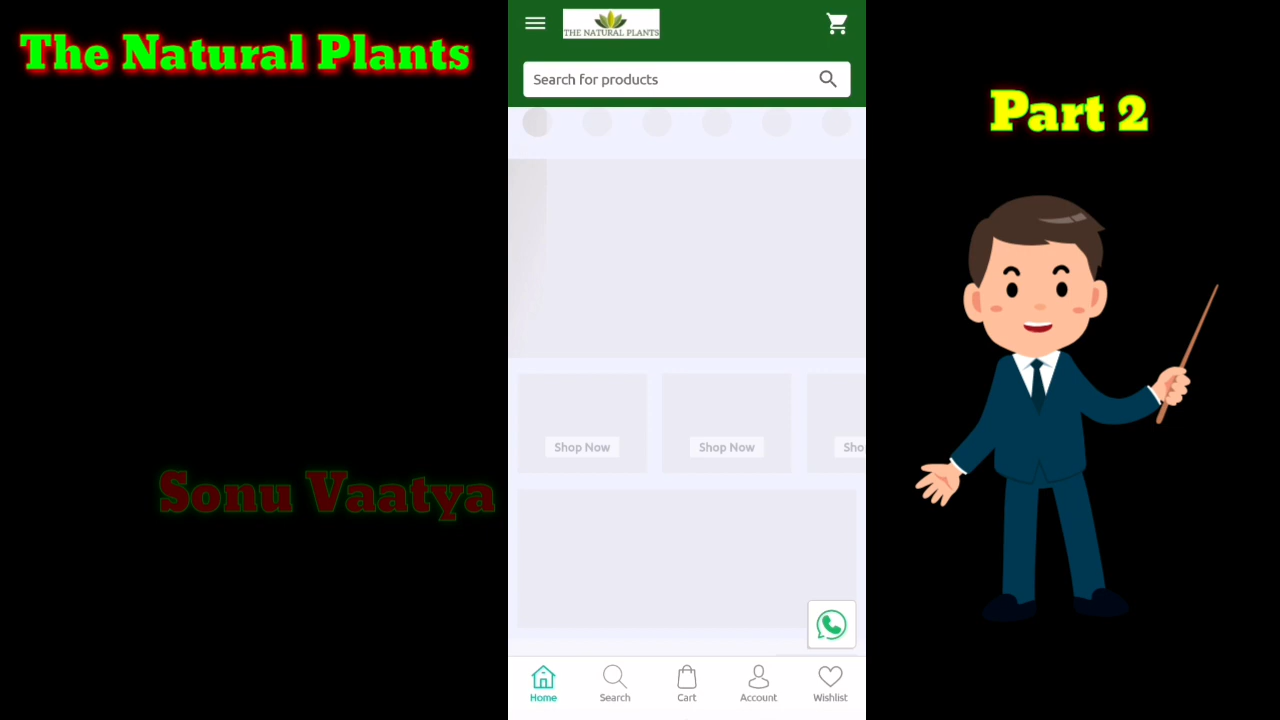 The Natural Plants
THE NATURAL PLANTS
Search for products
Part 2
Shop Now
Shop Now
Sho
Sonu Vaatya
Home
Search
Cart
Account
Wishlist